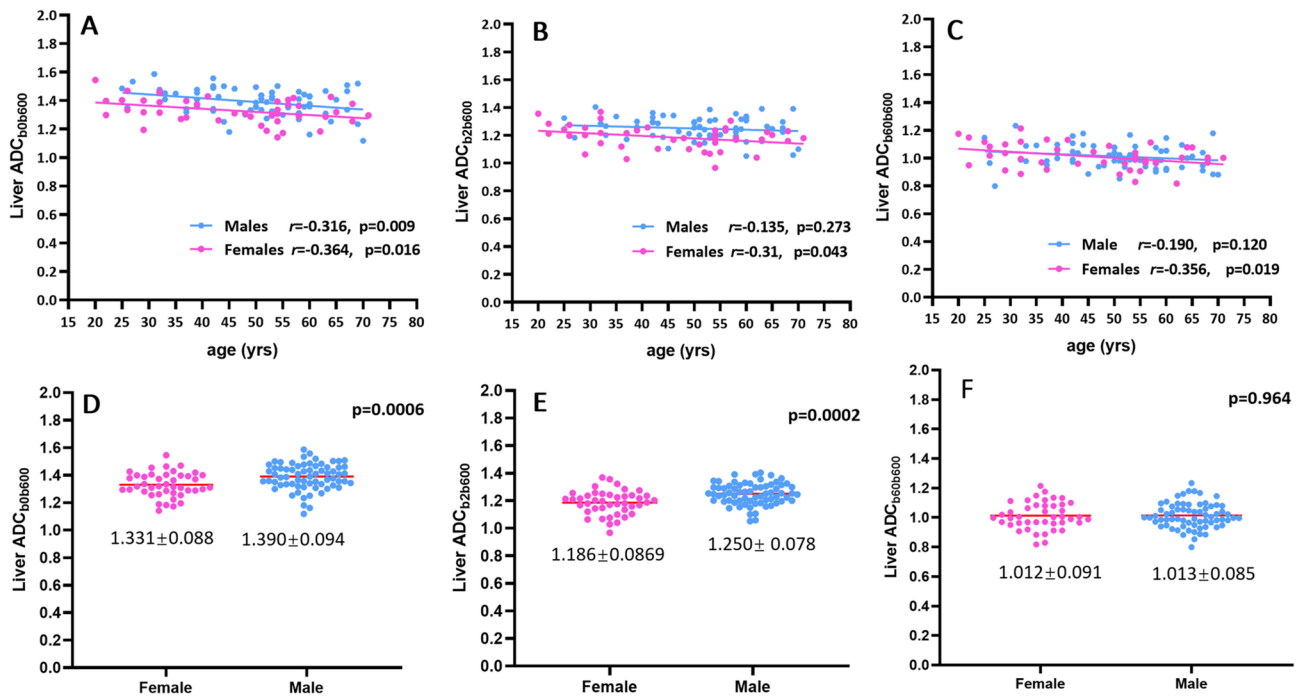 A
Liver ADCb0b600
2.0
1.8
1.6
1.4
1.2
1.0
0.8
0.6
0.4
0.2
0.0
Males r=-0.316, p=0.009
Females r=-0.364, p=0.016
15 20 25 30 35 40 45 50 55 60 65 70 75 80
age (yrs)
B
Liver ADCb2b600
2.0
1.8
1.6
1.4
1.2
1.0
0.8
0.6
0.4
0.2
0.0
Males r=-0.135, p=0.273
Females r=-0.31, p=0.043
15 20 25 30 35 40 45 50 55 60 65 70 75 80
age (yrs)
C
Liver ADCb60b600
2.0
1.8
1.6
1.4
1.2
1.0
0.8
0.6
0.4
0.2
0.0
Male r=-0.190, p=0.120
Females r=-0.356, p=0.019
15 20 25 30 35 40 45 50 55 60 65 70 75 80
age (yrs)
D
p=0.0006
Liver ADCb0b600
2.0
1.8
1.6
1.4
1.2
1.0
0.8
0.6
0.4
0.2
0.0
1.331±0.088 1.390±0.094
Female Male
E
p=0.0002
Liver ADCb2b600
2.0
1.8
1.6
1.4
1.2
1.0
0.8
0.6
0.4
0.2
0.0
1.186±0.0869 1.250± 0.078
Female Male
F
p=0.964
Liver ADCb60b600
2.0
1.8
1.6
1.4
1.2
1.0
0.8
0.6
0.4
0.2
0.0
1.012±0.091 1.013±0.085
Female Male